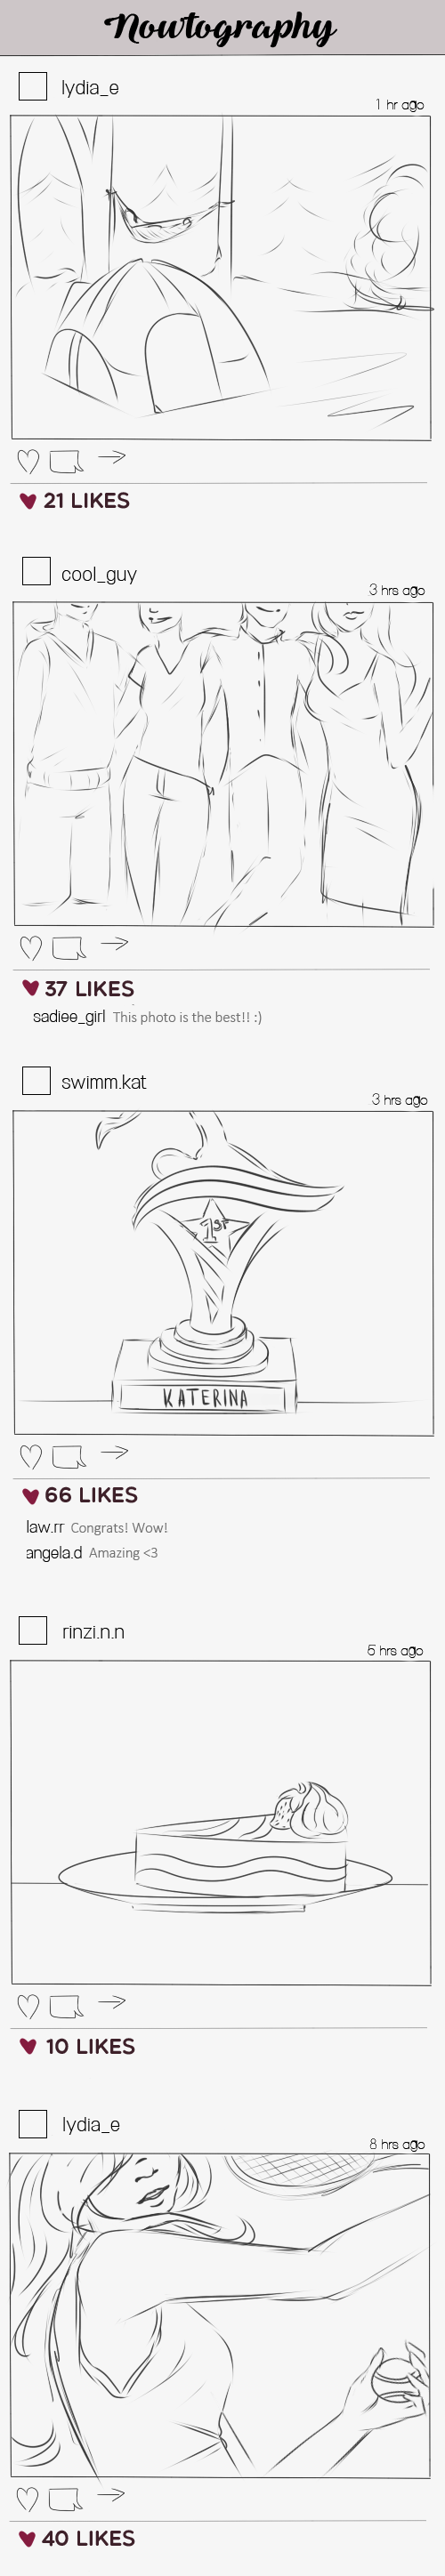 Nowtography
lydia_e
1 hr ago
21 LIKES
cool_guy
3 hrs ago
37 LIKES
sadiee_girl This photo is the best!! :)
swimm.kat
3 hrs ago
1ST
KATERINA
66 LIKES
law.rr Congrats! Wow!
angela.d Amazing <3
rinzi.n.n
5 hrs ago
10 LIKES
lydia_e
8 hrs ago
40 LIKES